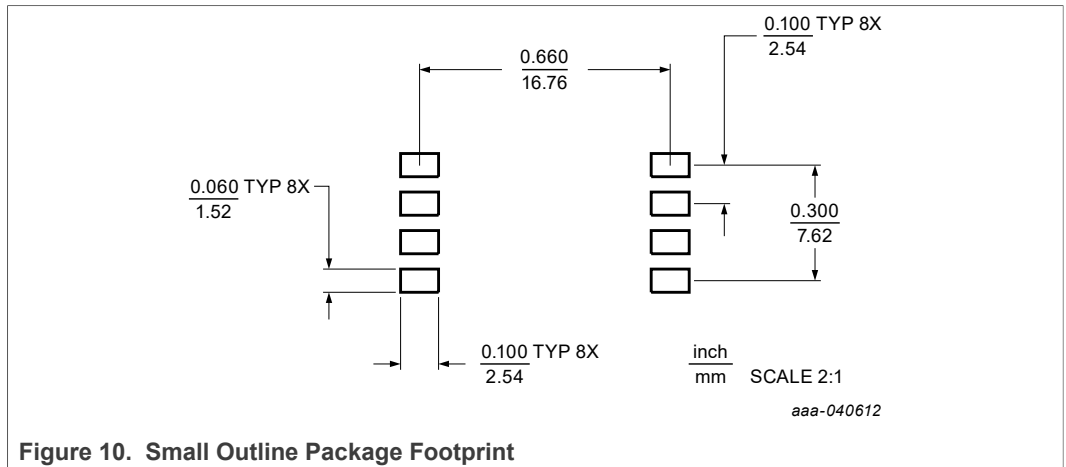 0.100 TYP 8X
2.54
0.660
16.76
0.060 TYP 8X
1.52
0.300
7.62
0.100 TYP 8X
2.54
inch
mm SCALE 2:1
aaa-040612
Figure 10. Small Outline Package Footprint